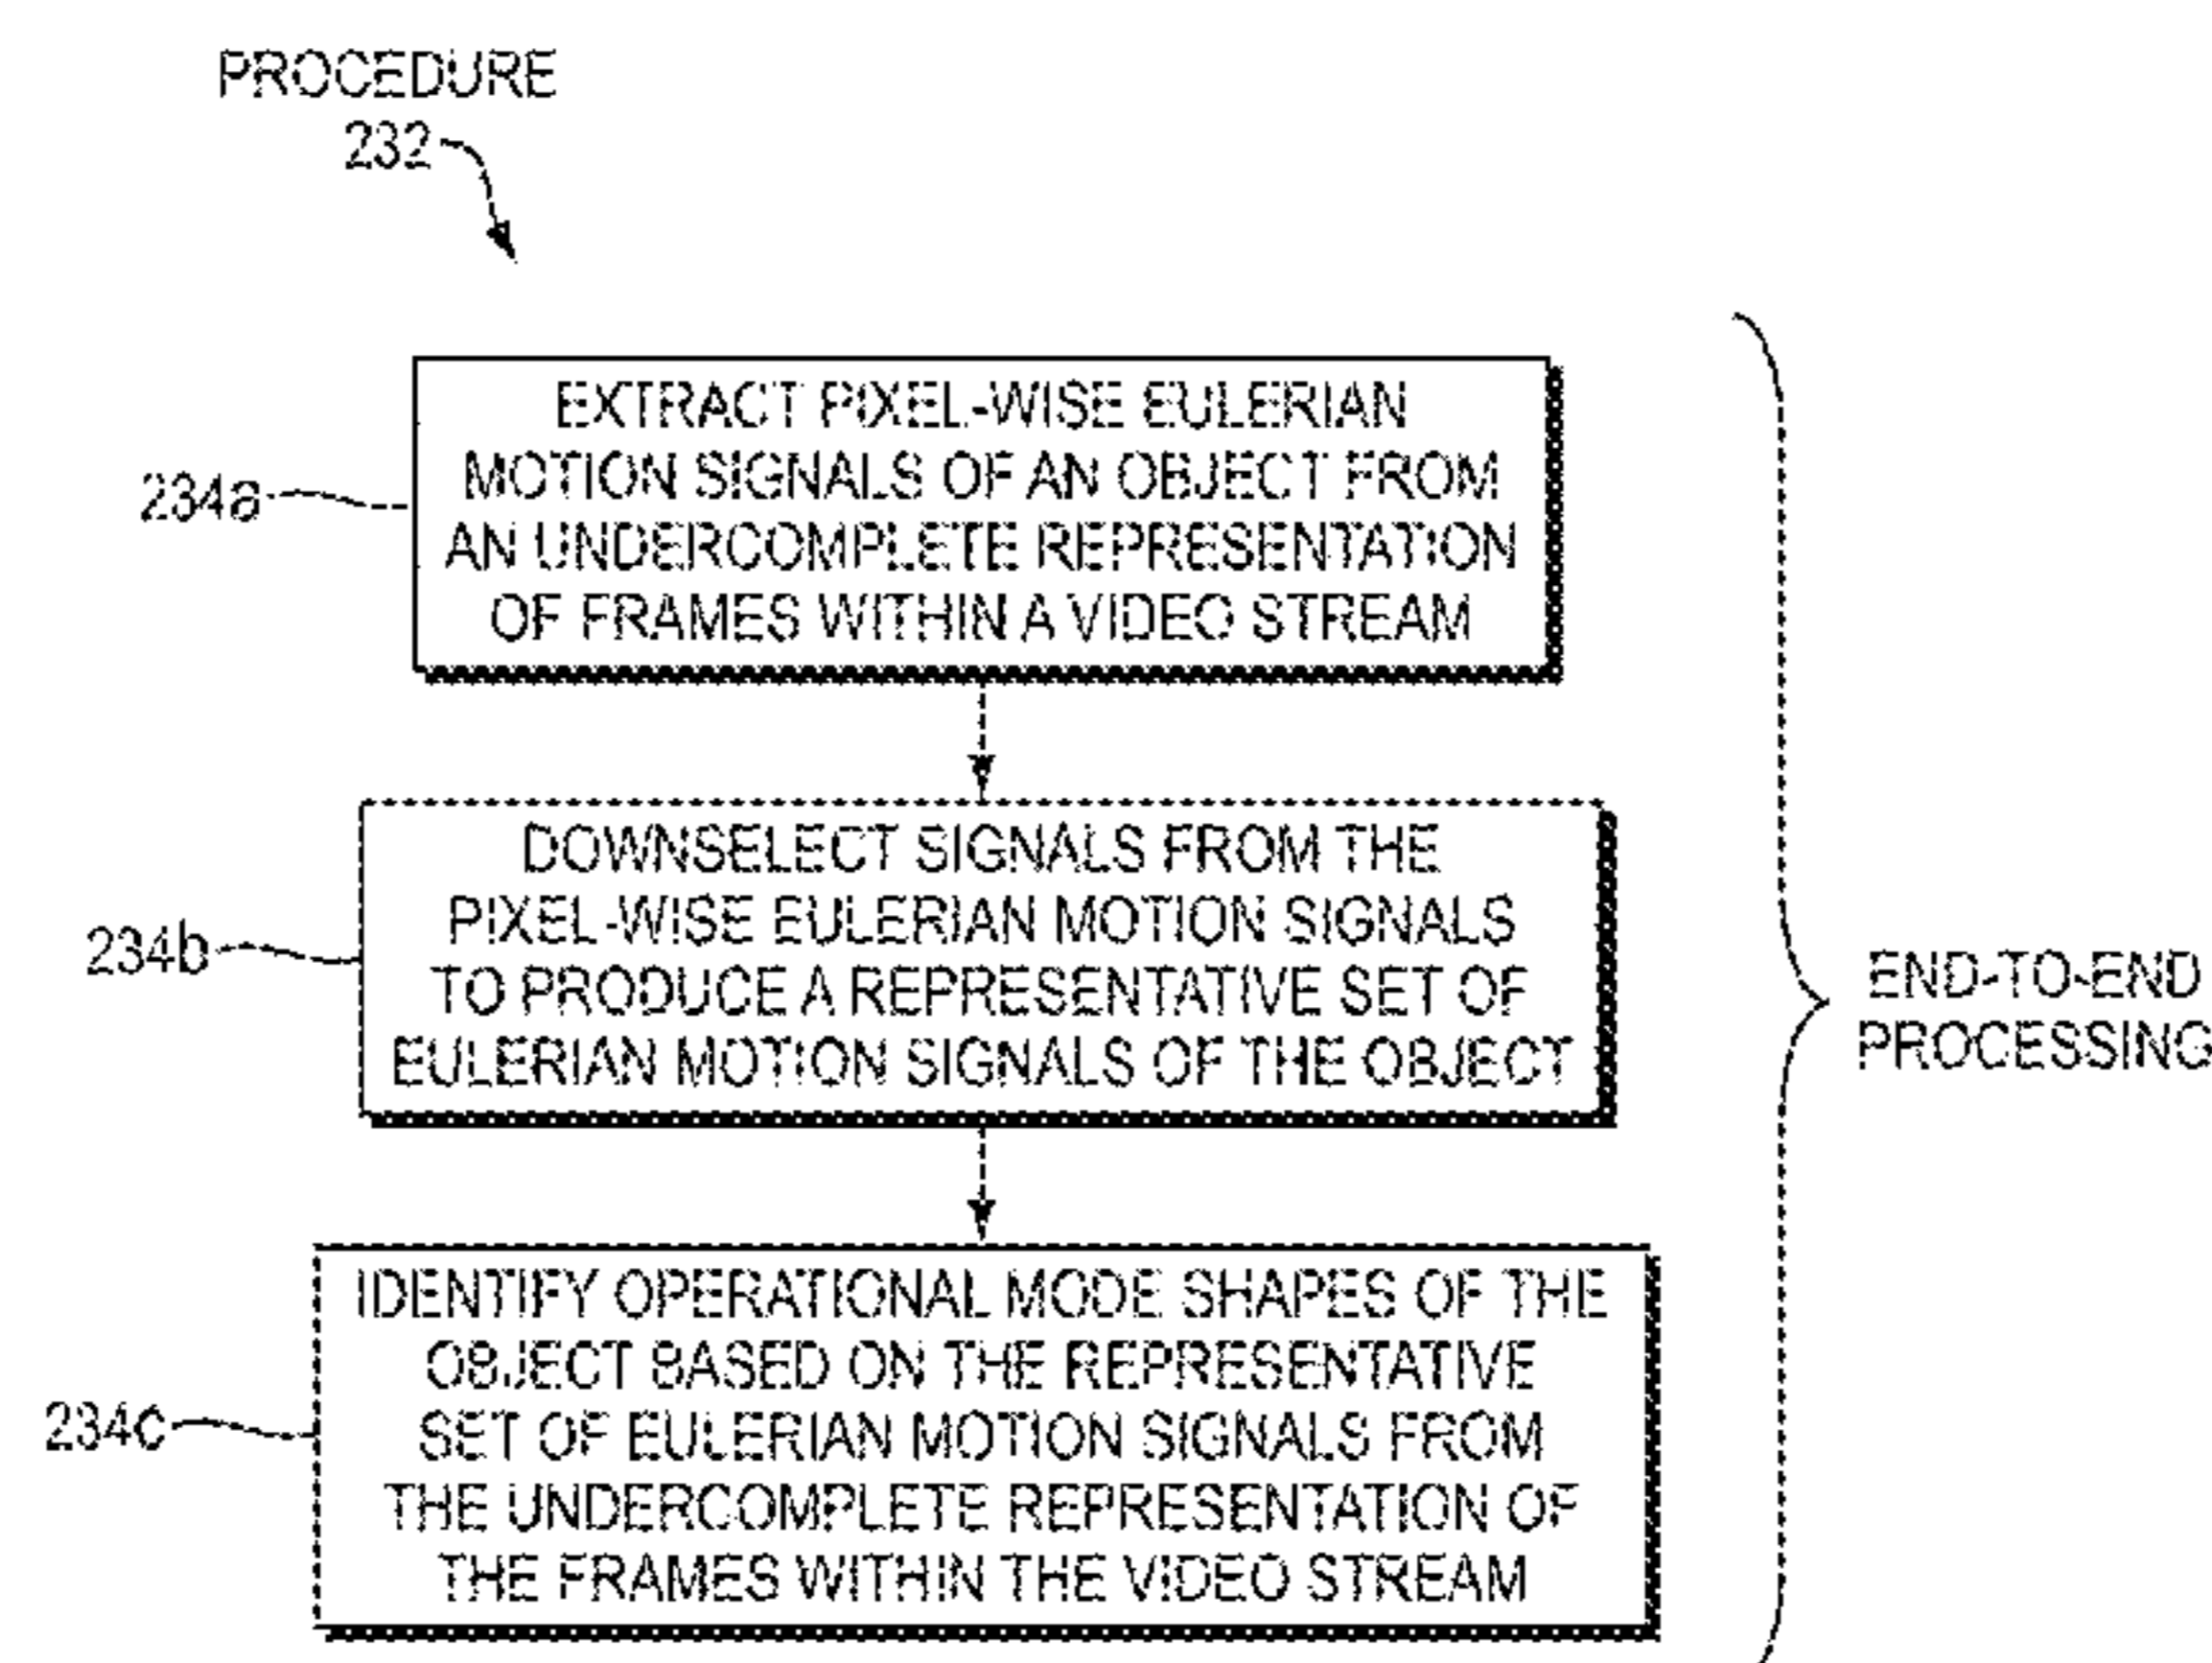 PROCEDURE
232
234a
EXTRACT PIXEL-WISE EULERIAN
MOTION SIGNALS OF AN OBJECT FROM
AN UNDERCOMPLETE REPRESENTATION
OF FRAMES WITHIN A VIDEO STREAM
234b
DOWNSELECT SIGNALS FROM THE
PIXEL-WISE EULERIAN MOTION SIGNALS
TO PRODUCE A REPRESENTATIVE SET OF
EULERIAN MOTION SIGNALS OF THE OBJECT
END-TO-END
PROCESSING
234c
IDENTIFY OPERATIONAL MODE SHAPES OF THE
OBJECT BASED ON THE REPRESENTATIVE
SET OF EULERIAN MOTION SIGNALS FROM
THE UNDERCOMPLETE REPRESENTATION OF
THE FRAMES WITHIN THE VIDEO STREAM